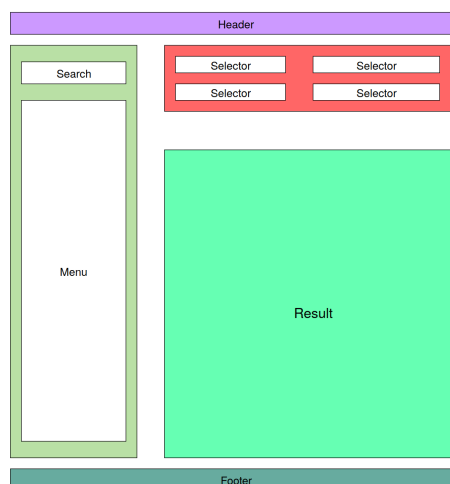 Header
Search
Selector
Selector
Selector
Selector
Menu
Result
Footer